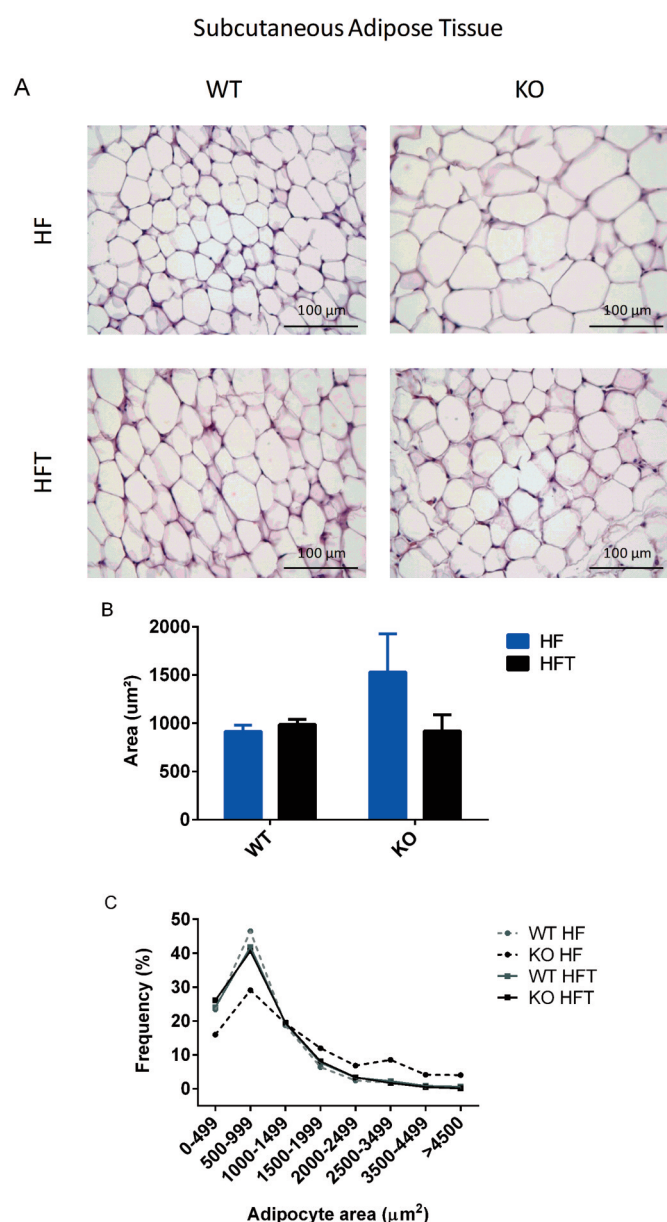 Subcutaneous Adipose Tissue
A
WT
KO
HF
100 µm
100 µm
HFT
100 µm
100 µm
B
2000
1500
1000
500
0
Area (um²)
WT
KO
HF
HFT
C
50
40
30
20
10
0
Frequency (%)
WT HF
KO HF
WT HFT
KO HFT
0-499
500-999
1000-1499
1500-1999
2000-2499
2500-3499
3500-4499
>4500
Adipocyte area (µm²)